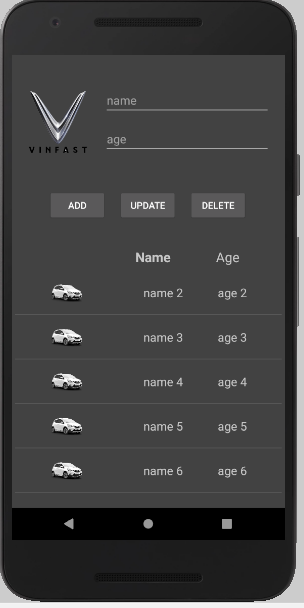 name
VINFAST
age
ADD UPDATE DELETE
Name Age
name 2 age 2
name 3 age 3
name 4 age 4
name 5 age 5
name 6 age 6